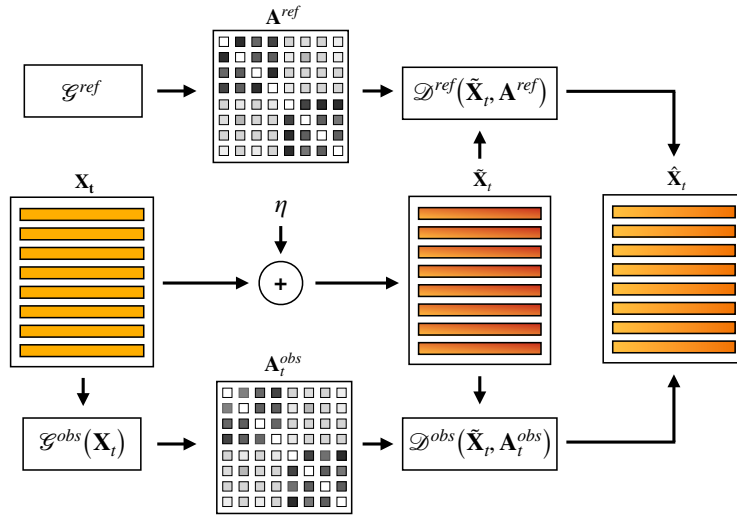 𝐀^{ref}
𝒢^{ref}
𝒟^{ref}(𝐗̃_t, 𝐀^{ref})
𝐗_𝐭
η
𝐗̃_t
𝐗̂_t
+
𝐀_t^{obs}
𝒢^{obs}(𝐗_t)
𝒟^{obs}(𝐗̃_t, 𝐀_t^{obs})